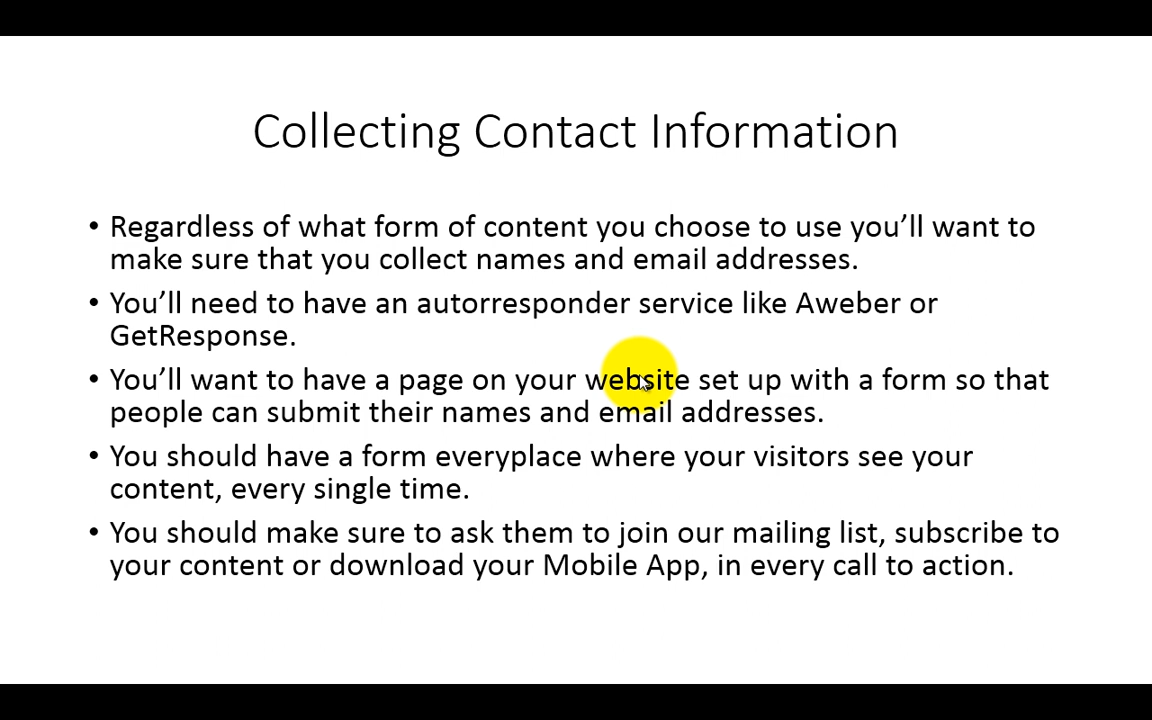 Collecting Contact Information
• Regardless of what form of content you choose to use you’ll want to
make sure that you collect names and email addresses.
• You’ll need to have an autorresponder service like Aweber or
GetResponse.
• You’ll want to have a page on your website set up with a form so that
people can submit their names and email addresses.
• You should have a form everyplace where your visitors see your
content, every single time.
• You should make sure to ask them to join our mailing list, subscribe to
your content or download your Mobile App, in every call to action.